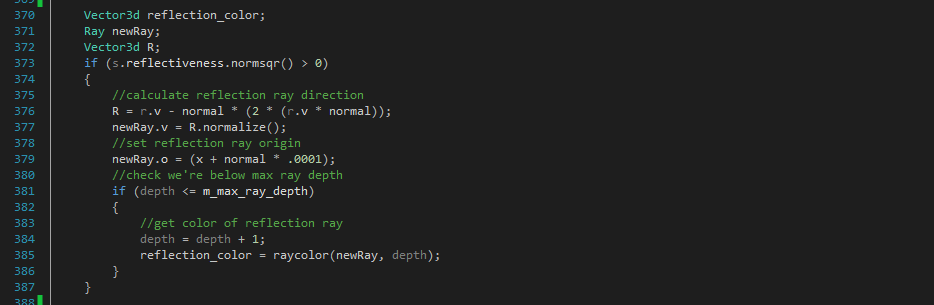 369
370 Vector3d reflection_color;
371 Ray newRay;
372 Vector3d R;
373 if (s.reflectiveness.normsqr() > 0)
374 {
375 //calculate reflection ray direction
376 R = r.v - normal * (2 * (r.v * normal));
377 newRay.v = R.normalize();
378 //set reflection ray origin
379 newRay.o = (x + normal * .0001);
380 //check we're below max ray depth
381 if (depth <= m_max_ray_depth)
382 {
383 //get color of reflection ray
384 depth = depth + 1;
385 reflection_color = raycolor(newRay, depth);
386 }
387 }
388